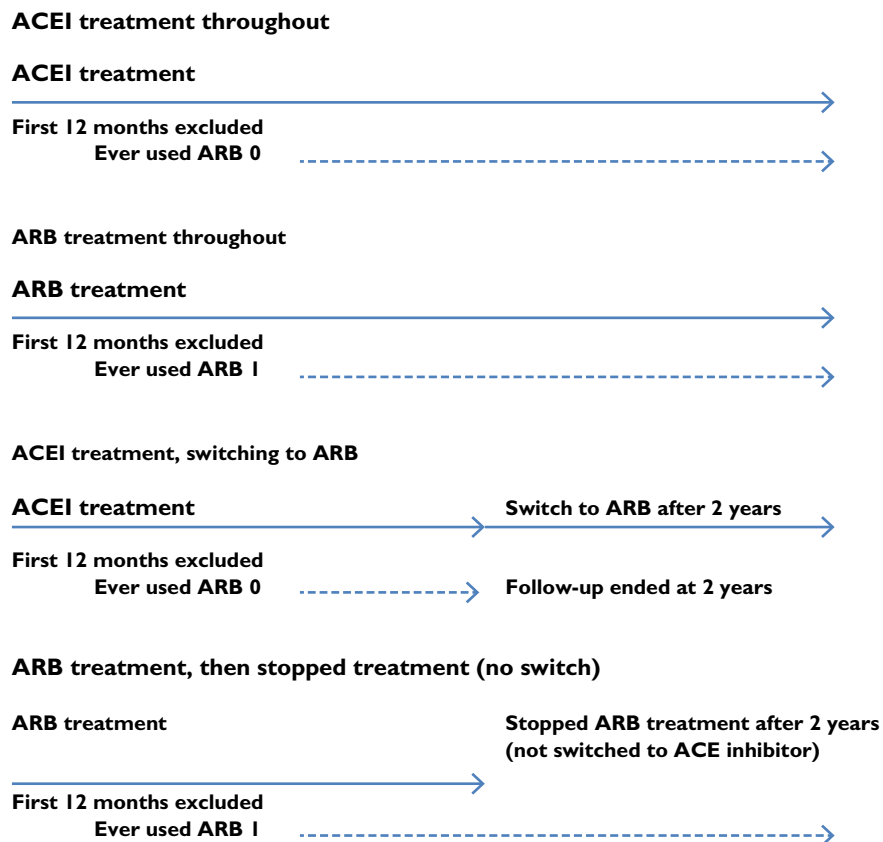 ACEI treatment throughout
ACEI treatment
First 12 months excluded
Ever used ARB 0
ARB treatment throughout
ARB treatment
First 12 months excluded
Ever used ARB 1
ACEI treatment, switching to ARB
ACEI treatment
Switch to ARB after 2 years
First 12 months excluded
Ever used ARB 0
Follow-up ended at 2 years
ARB treatment, then stopped treatment (no switch)
ARB treatment
Stopped ARB treatment after 2 years
(not switched to ACE inhibitor)
First 12 months excluded
Ever used ARB 1